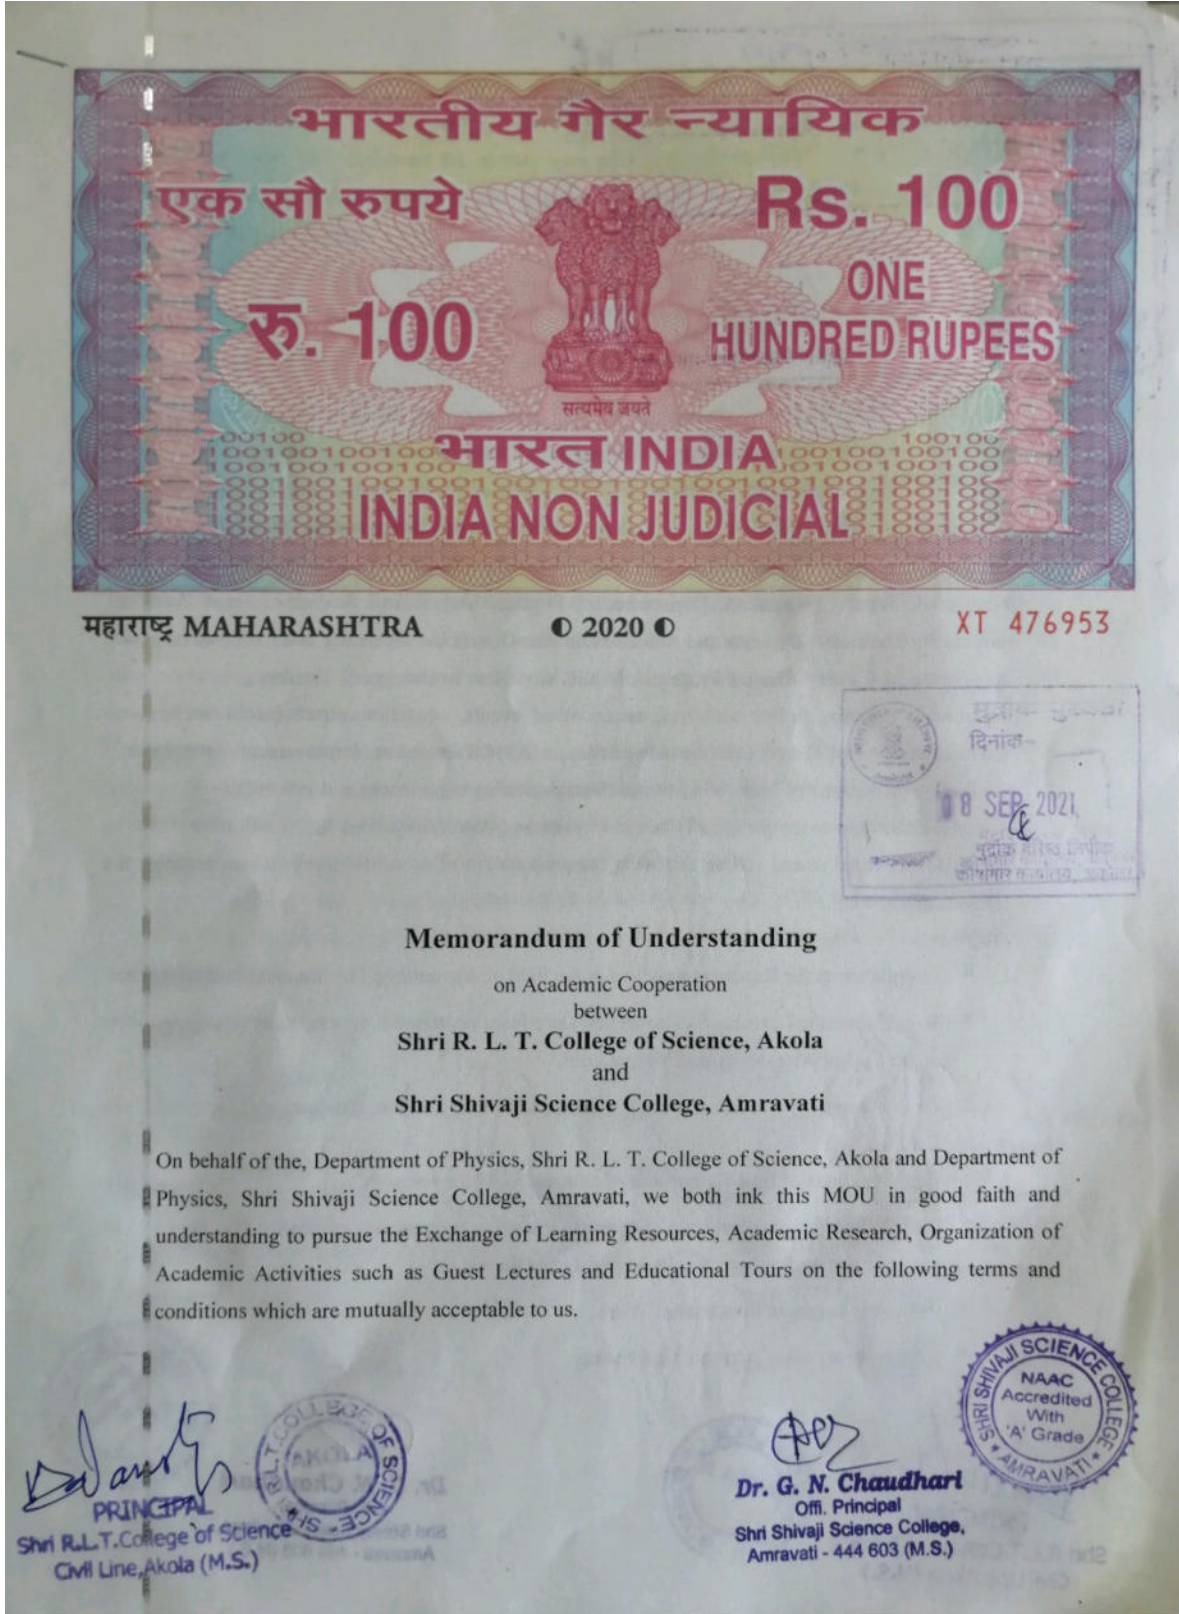 भारतीय गैर न्यायिक
एक सौ रुपये
Rs. 100
रु. 100
ONE
HUNDRED RUPEES
सत्यमेव जयते
भारत INDIA
INDIA NON JUDICIAL
महाराष्ट्र MAHARASHTRA
2020
XT 476953
दिनांक-
8 SEP 2021
Memorandum of Understanding
on Academic Cooperation
between
Shri R. L. T. College of Science, Akola
and
Shri Shivaji Science College, Amravati
On behalf of the, Department of Physics, Shri R. L. T. College of Science, Akola and Department of
Physics, Shri Shivaji Science College, Amravati, we both ink this MOU in good faith and
understanding to pursue the Exchange of Learning Resources, Academic Research, Organization of
Academic Activities such as Guest Lectures and Educational Tours on the following terms and
conditions which are mutually acceptable to us.
PRINCIPAL
Shri R.L.T.College of Science
Civil Line,Akola (M.S.)
SHRI R.L.T.COLLEGE OF SCIENCE
SHRI SHIVAJI SCIENCE COLLEGE
AMRAVATI
NAAC
Accredited
With
'A' Grade
Dr. G. N. Chaudhari
Offi. Principal
Shri Shivaji Science College,
Amravati - 444 603 (M.S.)